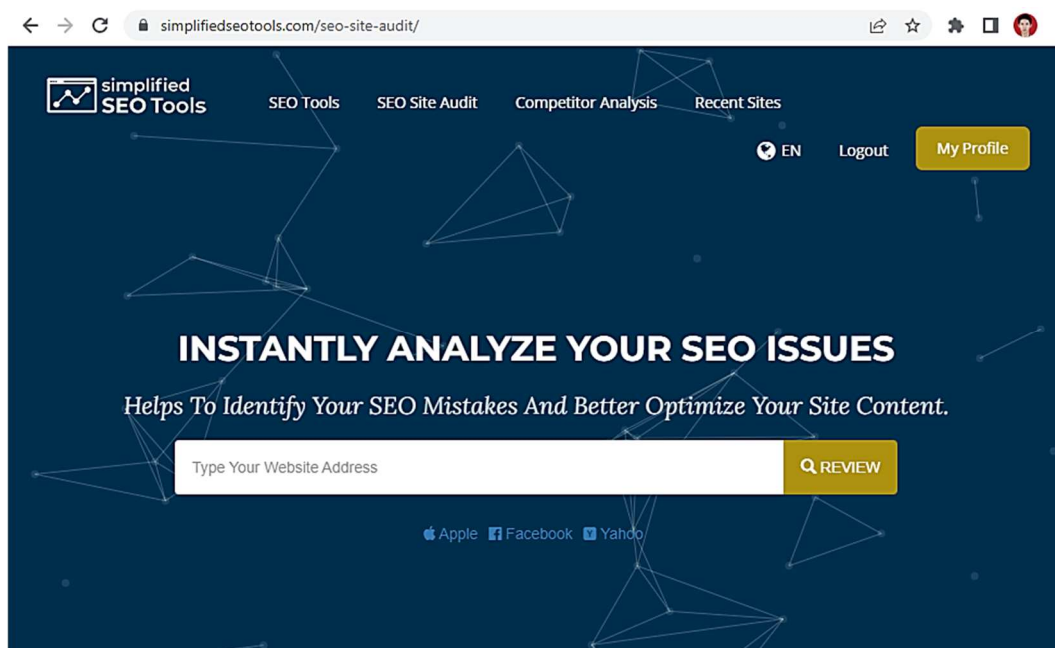 simplifiedseotools.com/seo-site-audit/
simplified
SEO Tools
SEO Tools SEO Site Audit Competitor Analysis Recent Sites
EN Logout My Profile
INSTANTLY ANALYZE YOUR SEO ISSUES
Helps To Identify Your SEO Mistakes And Better Optimize Your Site Content.
Type Your Website Address REVIEW
Apple Facebook Yahoo